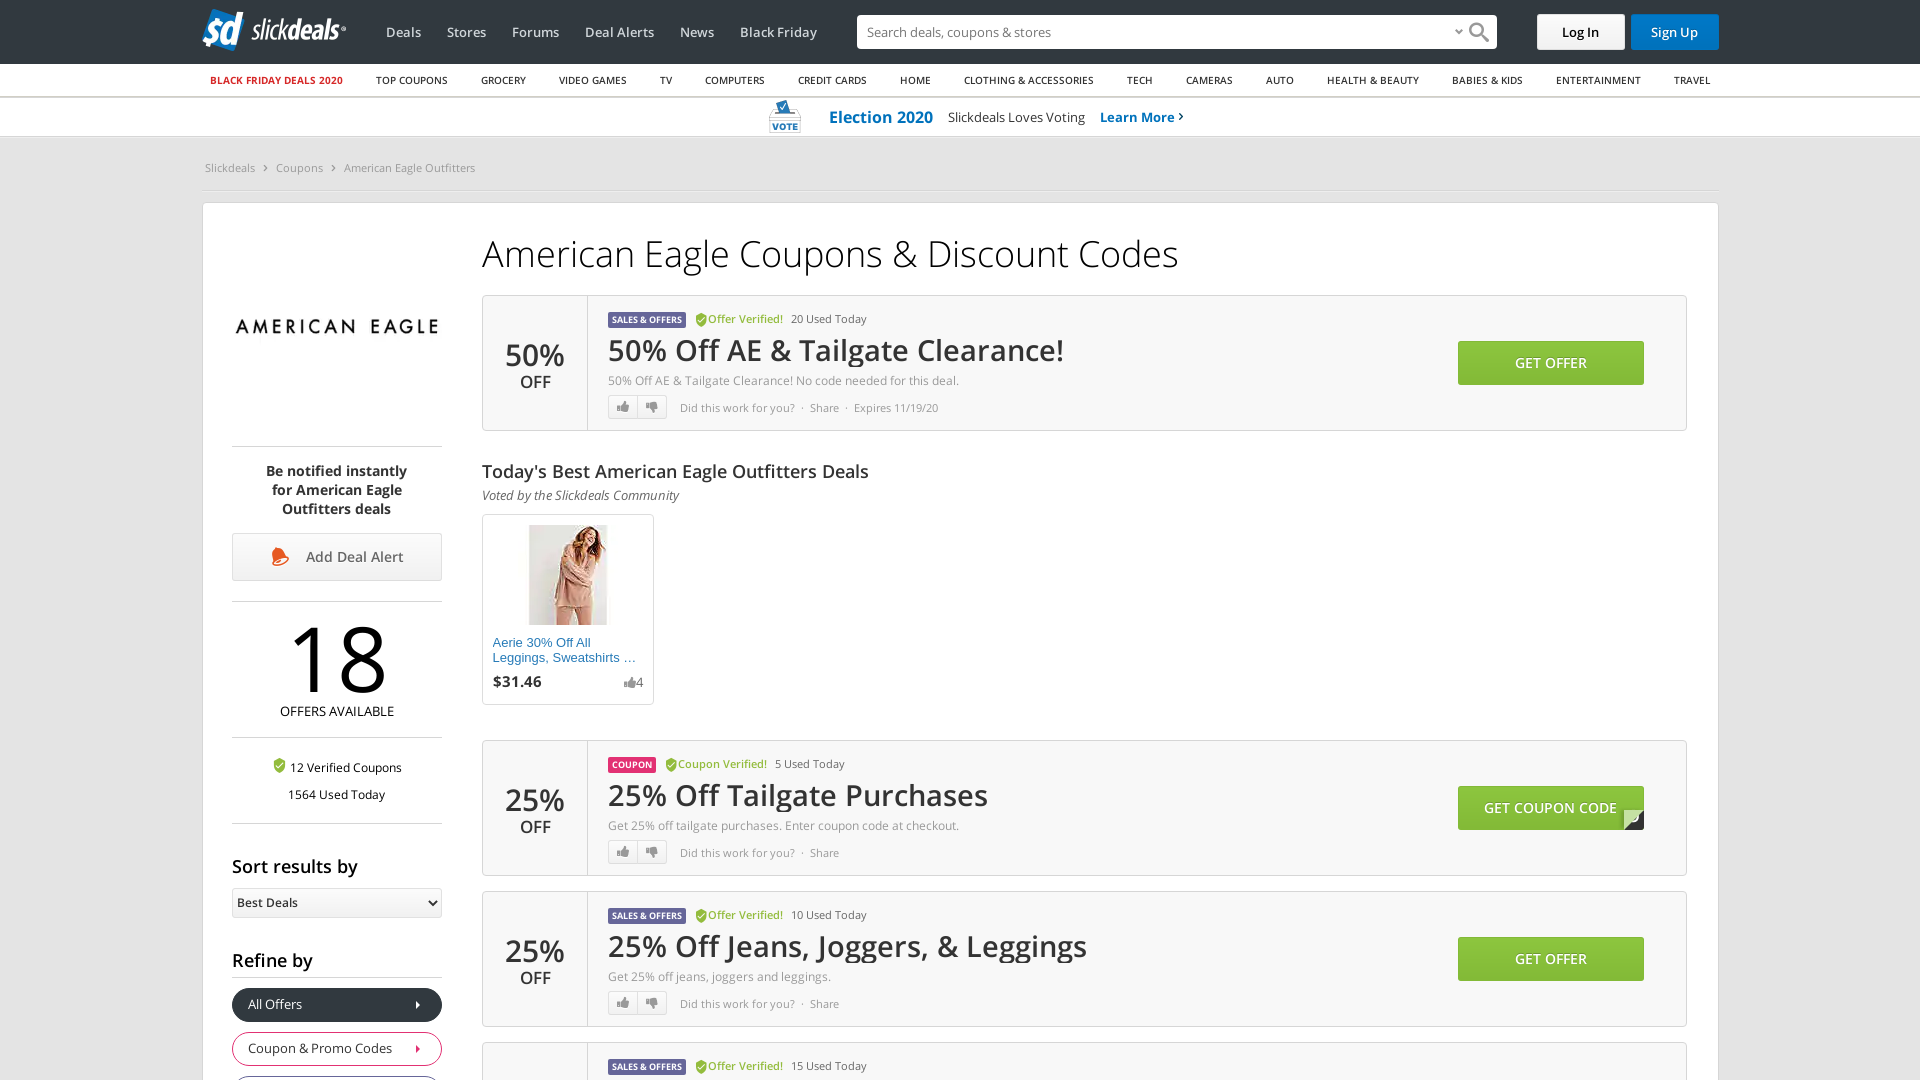 slickdeals
Deals Stores Forums Deal Alerts News Black Friday
Search deals, coupons & stores
Log In Sign Up
BLACK FRIDAY DEALS 2020 TOP COUPONS GROCERY VIDEO GAMES TV COMPUTERS CREDIT CARDS HOME CLOTHING & ACCESSORIES TECH CAMERAS AUTO HEALTH & BEAUTY BABIES & KIDS ENTERTAINMENT TRAVEL
VOTE Election 2020 Slickdeals Loves Voting Learn More
Slickdeals Coupons American Eagle Outfitters
AMERICAN EAGLE
Be notified instantly
for American Eagle
Outfitters deals
Add Deal Alert
18
OFFERS AVAILABLE
12 Verified Coupons
1564 Used Today
Sort results by
Best Deals
Refine by
All Offers
Coupon & Promo Codes
American Eagle Coupons & Discount Codes
50%
OFF
SALES & OFFERS Offer Verified! 20 Used Today
50% Off AE & Tailgate Clearance!
50% Off AE & Tailgate Clearance! No code needed for this deal.
Did this work for you? · Share · Expires 11/19/20
GET OFFER
Today's Best American Eagle Outfitters Deals
Voted by the Slickdeals Community
Aerie 30% Off All
Leggings, Sweatshirts …
$31.46 4
25%
OFF
COUPON Coupon Verified! 5 Used Today
25% Off Tailgate Purchases
Get 25% off tailgate purchases. Enter coupon code at checkout.
Did this work for you? · Share
GET COUPON CODE
25%
OFF
SALES & OFFERS Offer Verified! 10 Used Today
25% Off Jeans, Joggers, & Leggings
Get 25% off jeans, joggers and leggings.
Did this work for you? · Share
GET OFFER
SALES & OFFERS Offer Verified! 15 Used Today